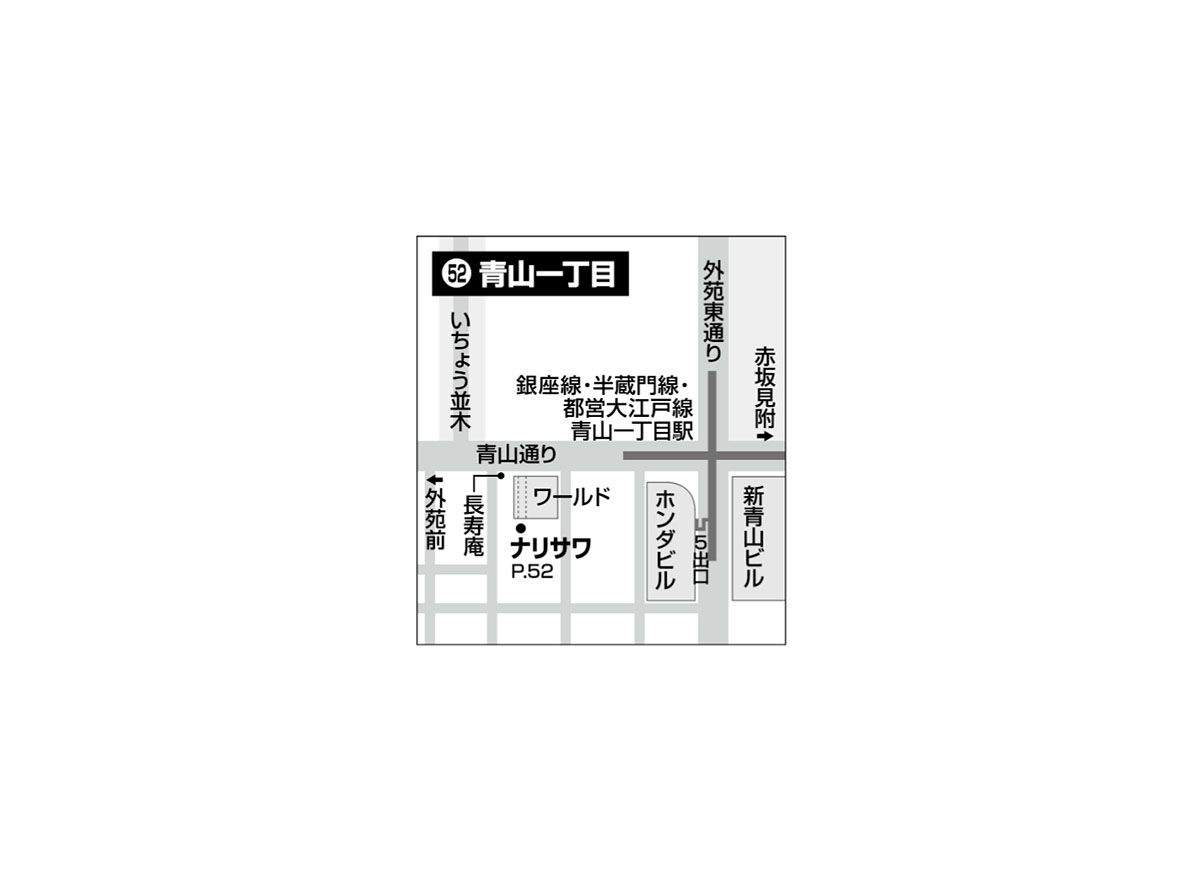 52 青山一丁目
いちょう並木
外苑東通り
赤坂見附
銀座線・半蔵門線・
都営大江戸線
青山一丁目駅
青山通り
外苑前
長寿庵
ワールド
ナリサワ
P.52
ホンダビル
5出口
新青山ビル